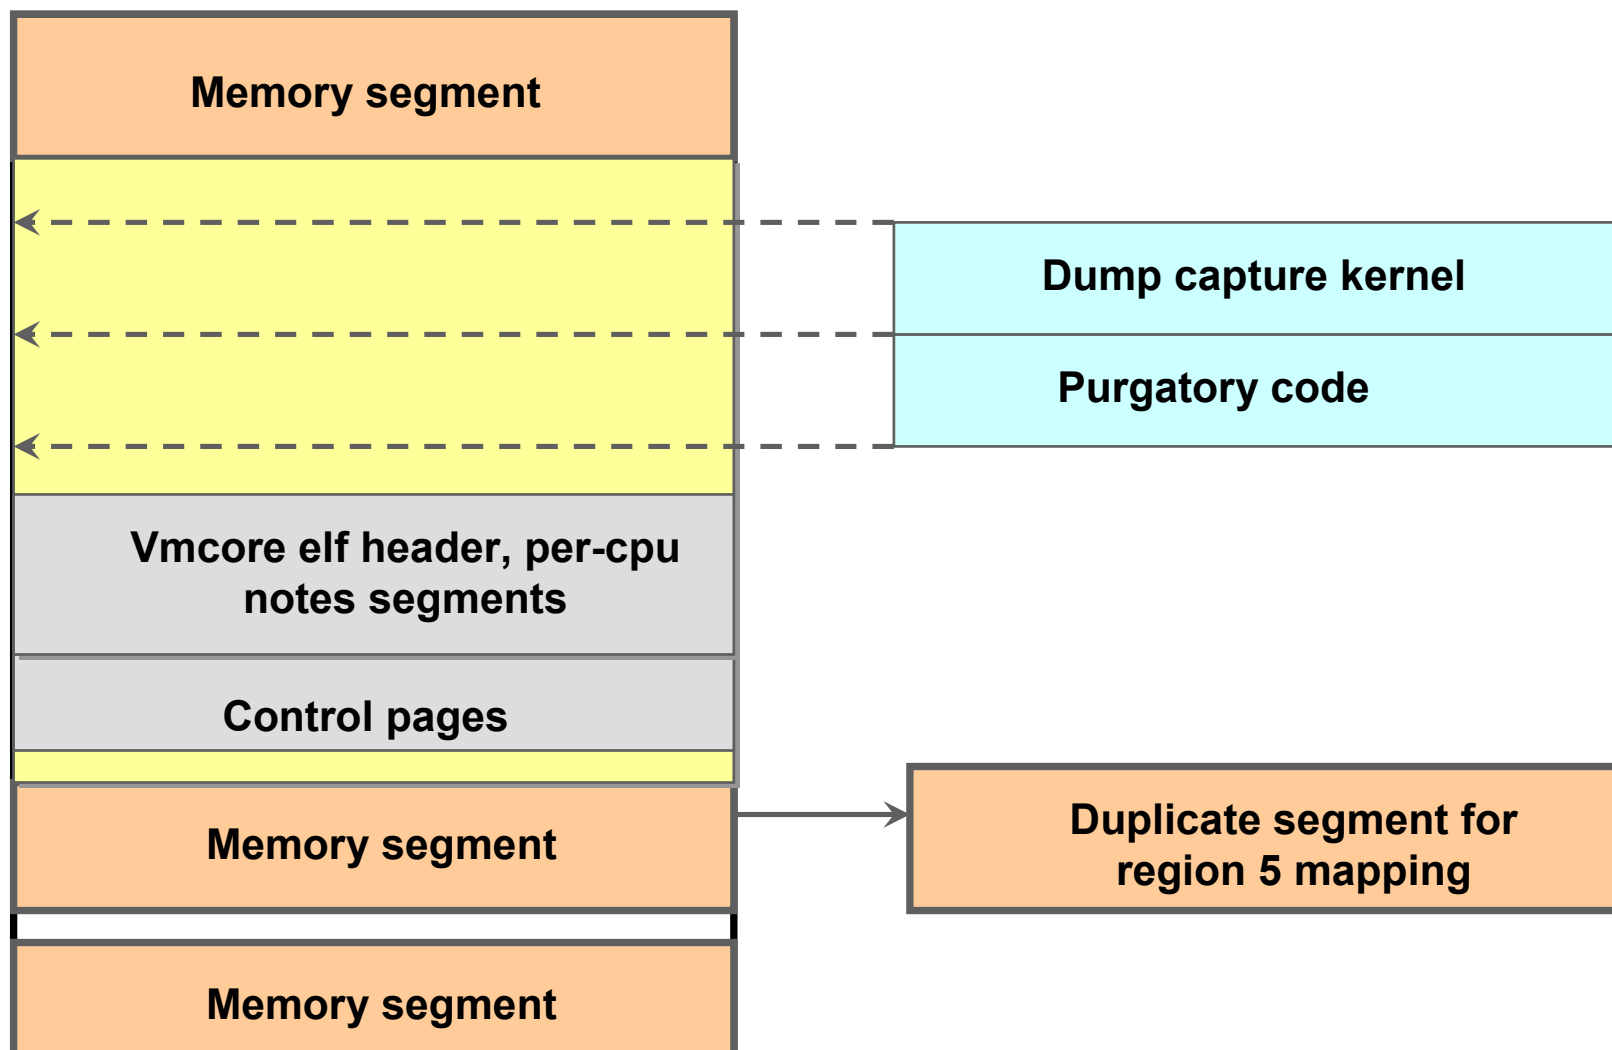 Memory segment
Dump capture kernel
Purgatory code
Vmcore elf header, per-cpu
notes segments
Control pages
Memory segment
Duplicate segment for
region 5 mapping
Memory segment